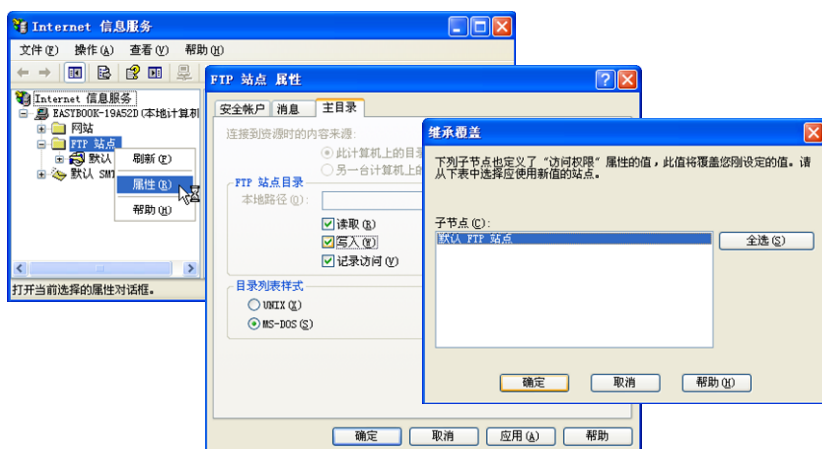 Internet 信息服务
文件(F) 操作(A) 查看(V) 帮助(H)
Internet 信息服务
EASYBOOK-19A52D(本地计算机
网站
FTP 站点
默认
默认 SMT
刷新(F)
属性(R)
帮助(H)
打开当前选择的属性对话框。
FTP 站点 属性
安全帐户 消息 主目录
连接到资源时的内容来源:
此计算机上的目录
另一台计算机上
FTP 站点目录
本地路径(O):
读取(R)
写入(Y)
记录访问(V)
目录列表样式
UNIX(X)
MS-DOS(S)
确定 取消 应用(A) 帮助
继承覆盖
下列子节点也定义了“访问权限”属性的值,此值将覆盖您刚设定的值。请
从下表中选择应使用新值的站点。
子节点(C):
默认 FTP 站点
全选(S)
确定 取消 帮助(H)